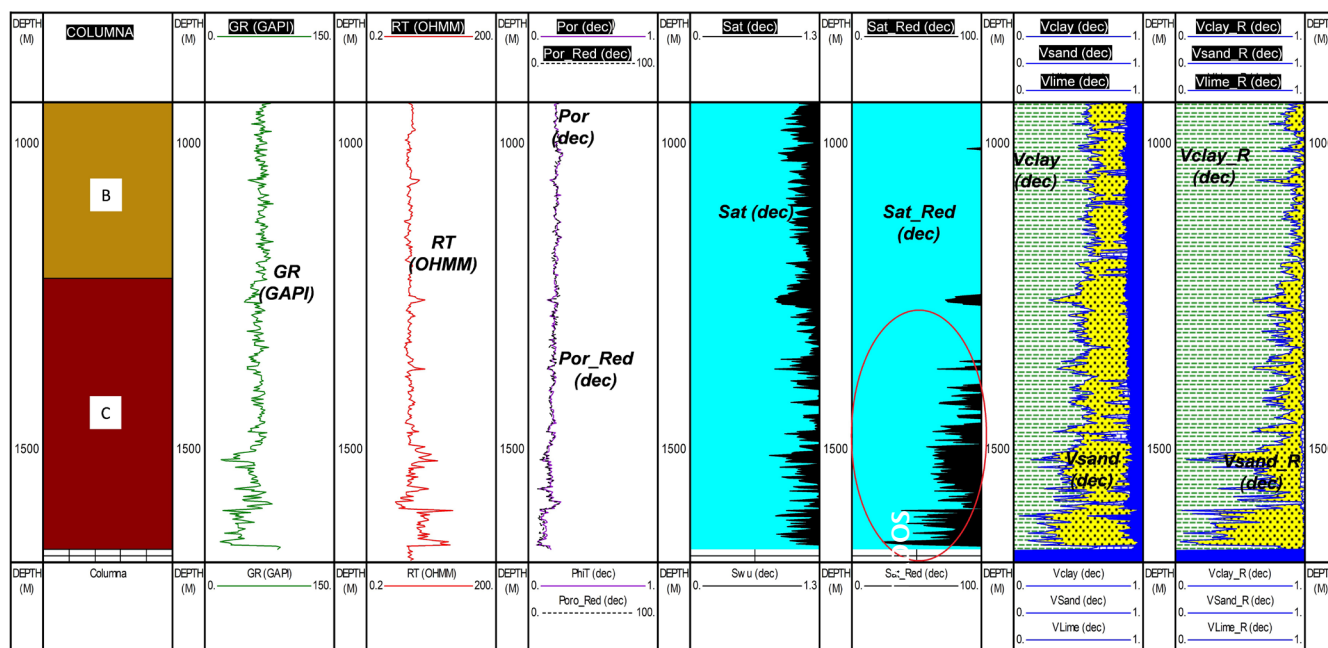 DEPTH
(M)
COLUMNA
DEPTH
(M)
GR (GAPI)
0. 150.
DEPTH
(M)
RT (OHMM)
0.2 200.
DEPTH
(M)
Por (dec)
0. 1.
Por_Red (dec)
0. 100.
DEPTH
(M)
Sat (dec)
0. 1.3
DEPTH
(M)
Sat_Red (dec)
0. 100.
DEPTH
(M)
Vclay (dec)
0. 1.
Vsand (dec)
0. 1.
Vlime (dec)
0. 1.
DEPTH
(M)
Vclay_R (dec)
0. 1.
Vsand_R (dec)
0. 1.
Vlime_R (dec)
0. 1.
DEPTH
(M)
1000
1500
B
C
1000
1500
GR
(GAPI)
1000
1500
RT
(OHMM)
1000
1500
Por
(dec)
Por_Red
(dec)
1000
1500
Sat (dec)
1000
1500
Sat_Red
(dec)
1000
1500
Vclay
(dec)
Vsand
(dec)
1000
1500
Vclay_R
(dec)
Vsand_R
(dec)
1000
1500
DEPTH
(M)
Columna
DEPTH
(M)
GR (GAPI)
0. 150.
DEPTH
(M)
RT (OHMM)
0.2 200.
DEPTH
(M)
PhiT (dec)
0. 1.
Poro_Red (dec)
0. 100.
DEPTH
(M)
Swu (dec)
0. 1.3
DEPTH
(M)
Sat_Red (dec)
0. 100.
DEPTH
(M)
Vclay (dec)
0. 1.
VSand (dec)
0. 1.
VLime (dec)
0. 1.
DEPTH
(M)
Vclay_R (dec)
0. 1.
VSand_R (dec)
0. 1.
VLime_R (dec)
0. 1.
DEPTH
(M)